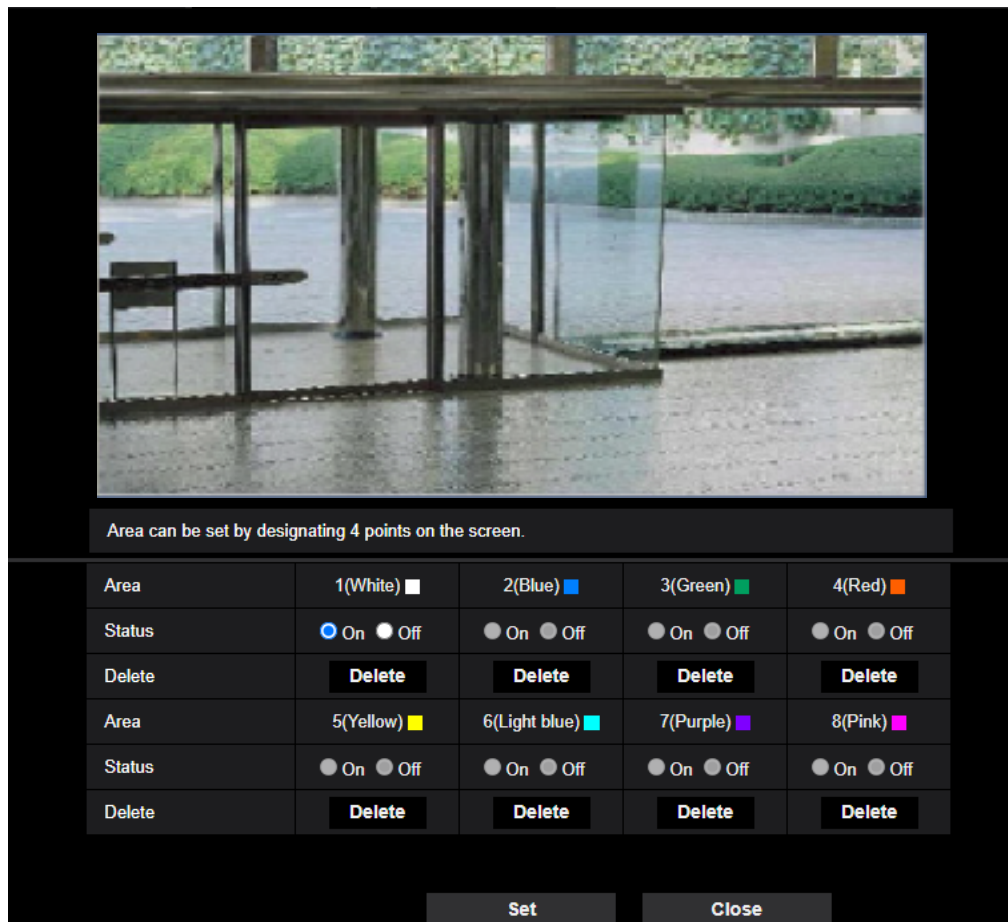 Area can be set by designating 4 points on the screen.
Area 1(White) 2(Blue) 3(Green) 4(Red)
Status On Off On Off On Off On Off
Delete Delete Delete Delete Delete
Area 5(Yellow) 6(Light blue) 7(Purple) 8(Pink)
Status On Off On Off On Off On Off
Delete Delete Delete Delete Delete
Set Close